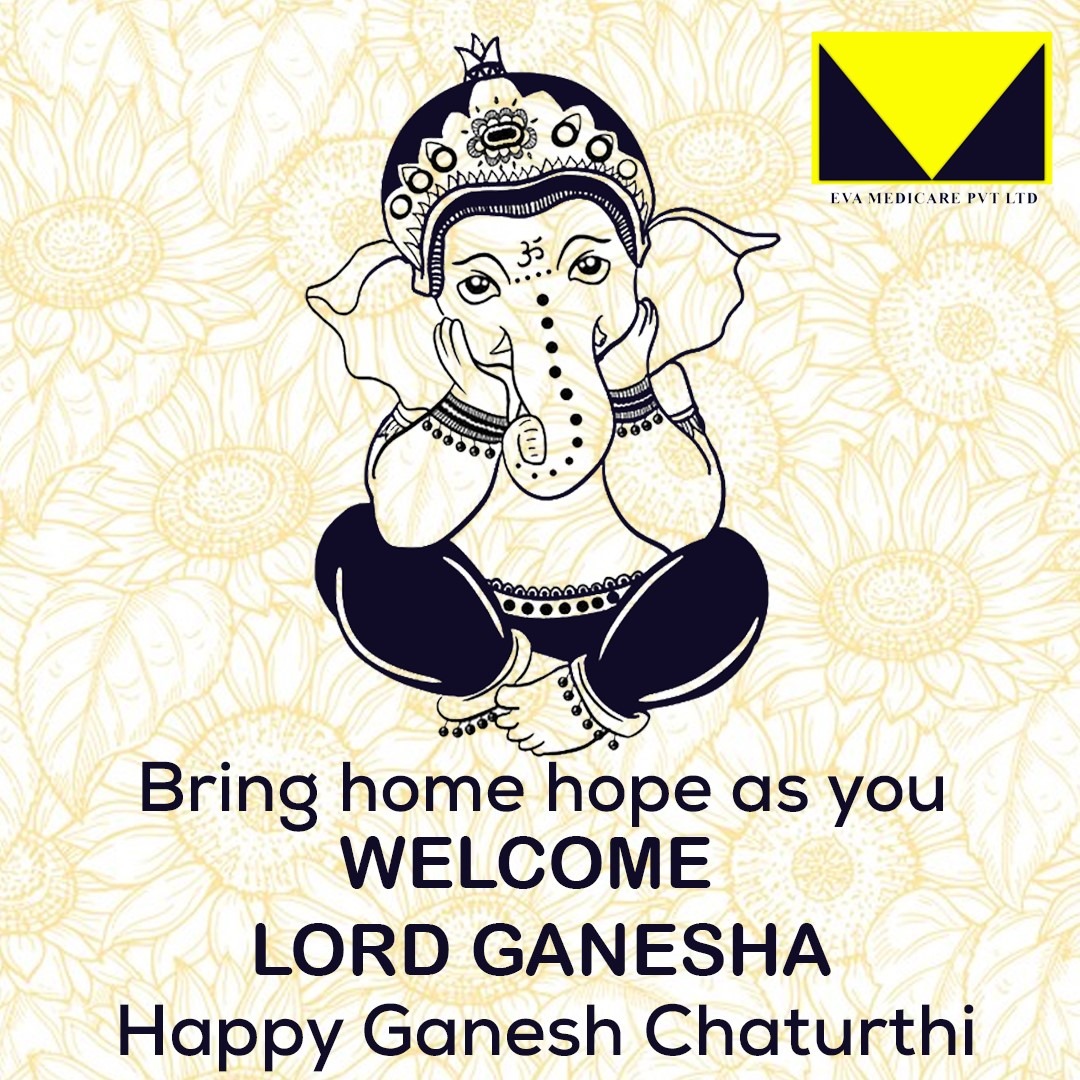 EVA MEDICARE PVT LTD
ॐ
Bring home hope as you
WELCOME
LORD GANESHA
Happy Ganesh Chaturthi